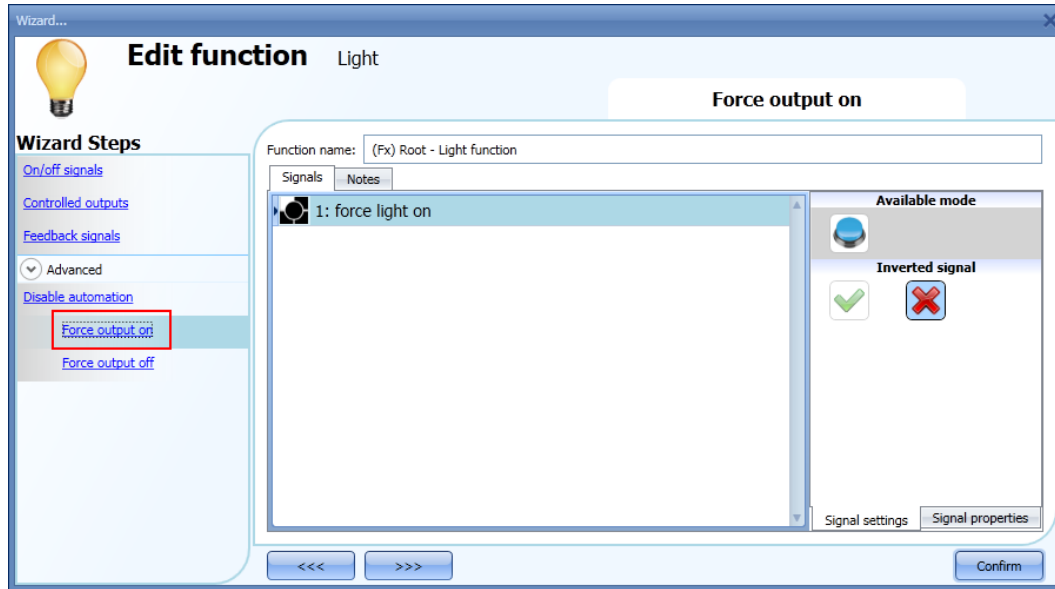 Wizard...
Edit function Light
Force output on
Wizard Steps
On/off signals
Controlled outputs
Feedback signals
Advanced
Disable automation
Force output on
Force output off
Function name: (Fx) Root - Light function
Signals Notes
1: force light on
Available mode
Inverted signal
Signal settings Signal properties
<<< >>> Confirm